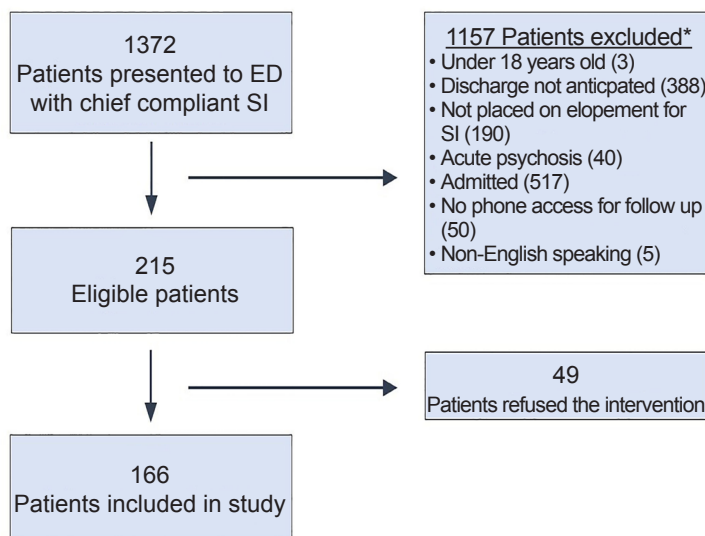 1372
Patients presented to ED
with chief compliant SI
1157 Patients excluded*
• Under 18 years old (3)
• Discharge not anticpated (388)
• Not placed on elopement for
SI (190)
• Acute psychosis (40)
• Admitted (517)
• No phone access for follow up
(50)
• Non-English speaking (5)
215
Eligible patients
49
Patients refused the intervention
166
Patients included in study